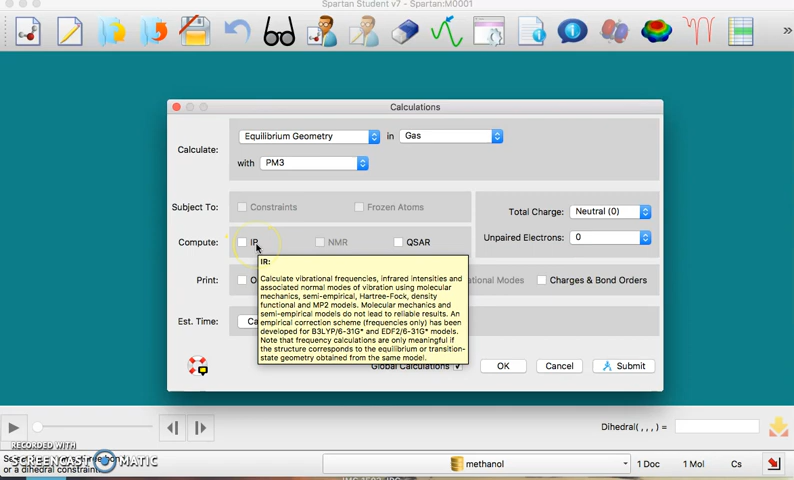 Spartan Student v7 - Spartan:M0001
Calculations
Calculate:
Equilibrium Geometry
in
Gas
with
PM3
Subject To:
Constraints
Frozen Atoms
Total Charge:
Neutral (0)
Compute:
IR
NMR
QSAR
Unpaired Electrons:
0
IR:
Calculate vibrational frequencies, infrared intensities and
associated normal modes of vibration using molecular
mechanics, semi-empirical, Hartree-Fock, density
functional and MP2 models. Molecular mechanics and
semi-empirical models do not lead to reliable results. An
empirical correction scheme (frequencies only) has been
developed for B3LYP/6-31G* and EDF2/6-31G* models.
Note that frequency calculations are only meaningful if
the structure corresponds to the equilibrium or transition-
state geometry obtained from the same model.
Print:
Modes
Charges & Bond Orders
Est. Time:
Global Calculations
OK
Cancel
Submit
Dihedral(, , , ) =
RECORDED WITH
SCREENCAST MATIC
or a dihedral constraint
methanol
1 Doc
1 Mol
Cs